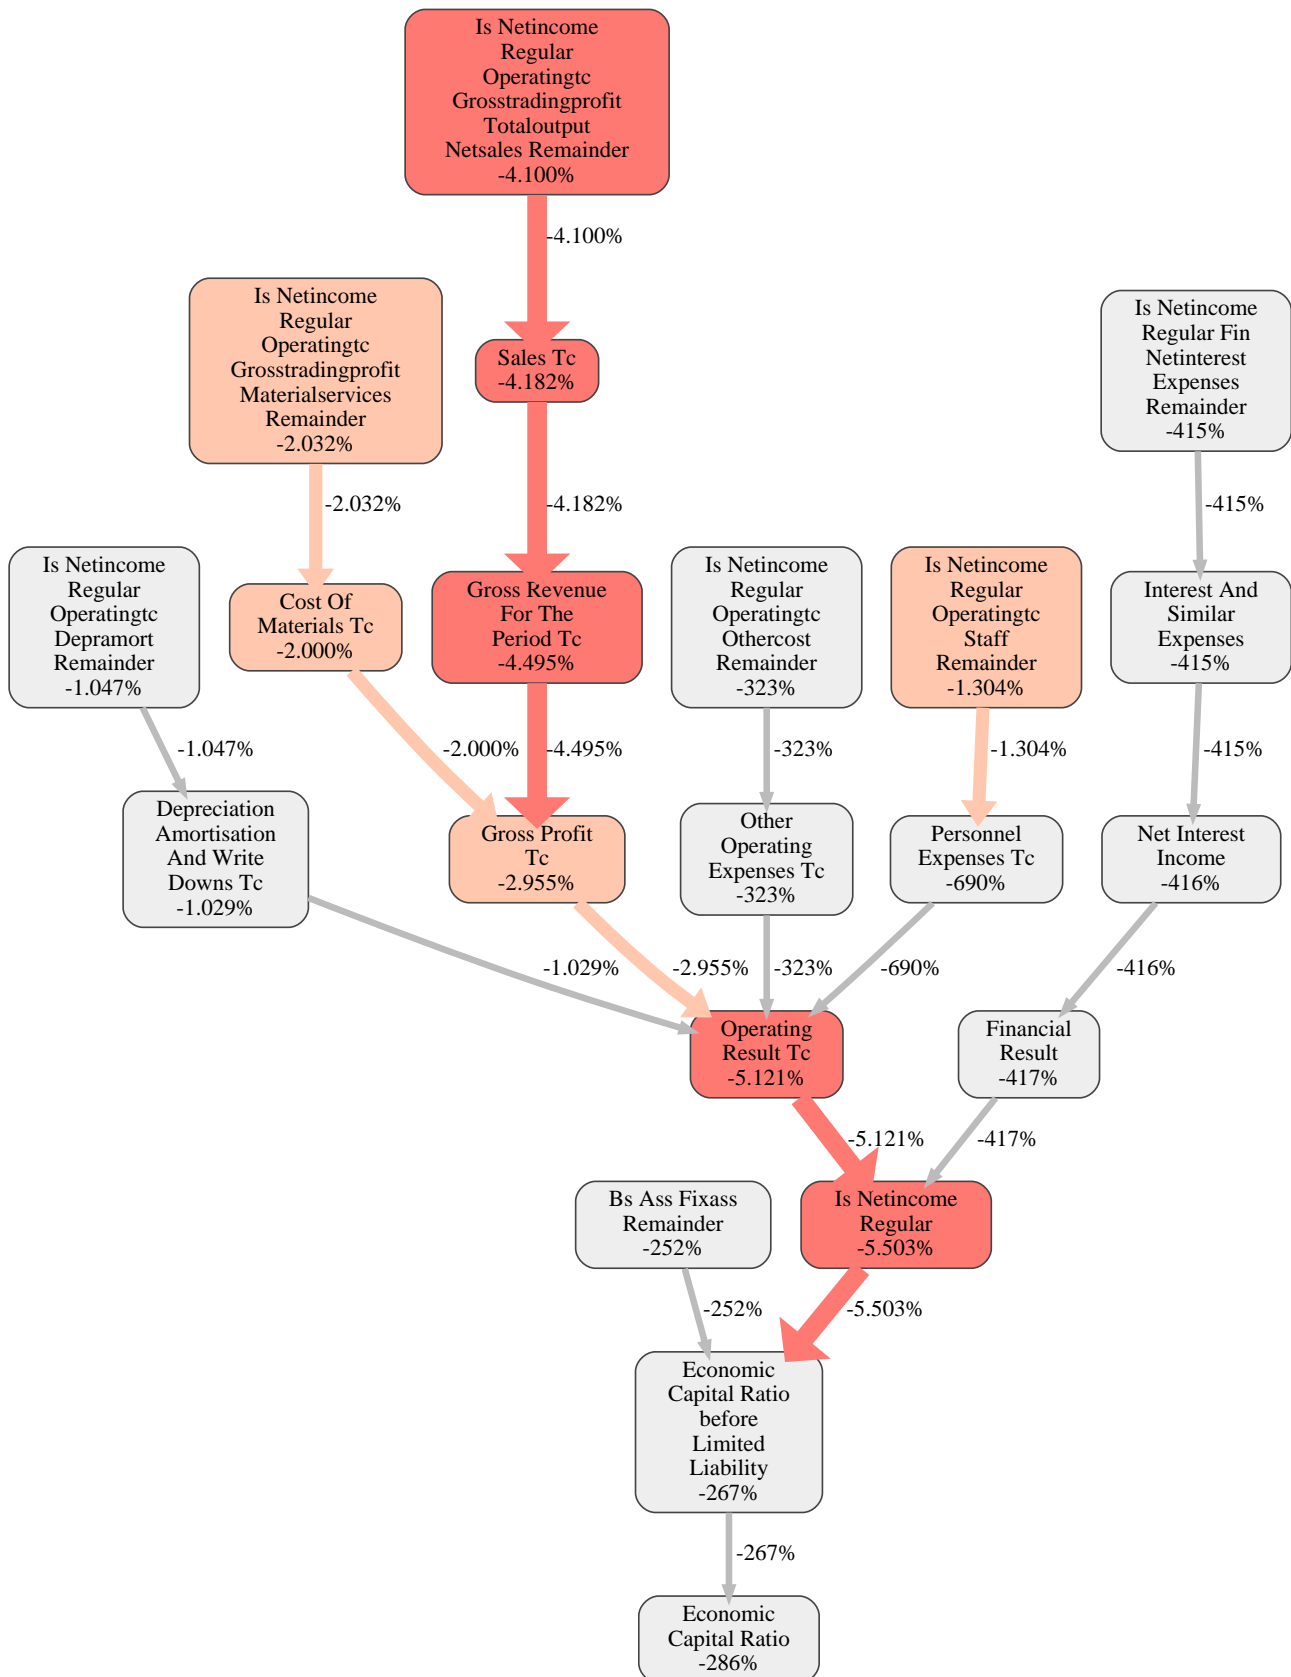 Is Netincome
Regular
Operatingtc
Grosstradingprofit
Totaloutput
Netsales Remainder
-4.100%
-4.100%
Is Netincome
Regular
Operatingtc
Grosstradingprofit
Materialservices
Remainder
-2.032%
Sales Tc
-4.182%
Is Netincome
Regular Fin
Netinterest
Expenses
Remainder
-415%
-2.032%
-4.182%
-415%
Is Netincome
Regular
Operatingtc
Depramort
Remainder
-1.047%
Cost Of
Materials Tc
-2.000%
Gross Revenue
For The
Period Tc
-4.495%
Is Netincome
Regular
Operatingtc
Othercost
Remainder
-323%
Is Netincome
Regular
Operatingtc
Staff
Remainder
-1.304%
Interest And
Similar
Expenses
-415%
-1.047%
-2.000%
-4.495%
-323%
-1.304%
-415%
Depreciation
Amortisation
And Write
Downs Tc
-1.029%
Gross Profit
Tc
-2.955%
Other
Operating
Expenses Tc
-323%
Personnel
Expenses Tc
-690%
Net Interest
Income
-416%
-1.029%
-2.955%
-323%
-690%
-416%
Operating
Result Tc
-5.121%
Financial
Result
-417%
-5.121%
-417%
Bs Ass Fixass
Remainder
-252%
Is Netincome
Regular
-5.503%
-252%
-5.503%
Economic
Capital Ratio
before
Limited
Liability
-267%
-267%
Economic
Capital Ratio
-286%